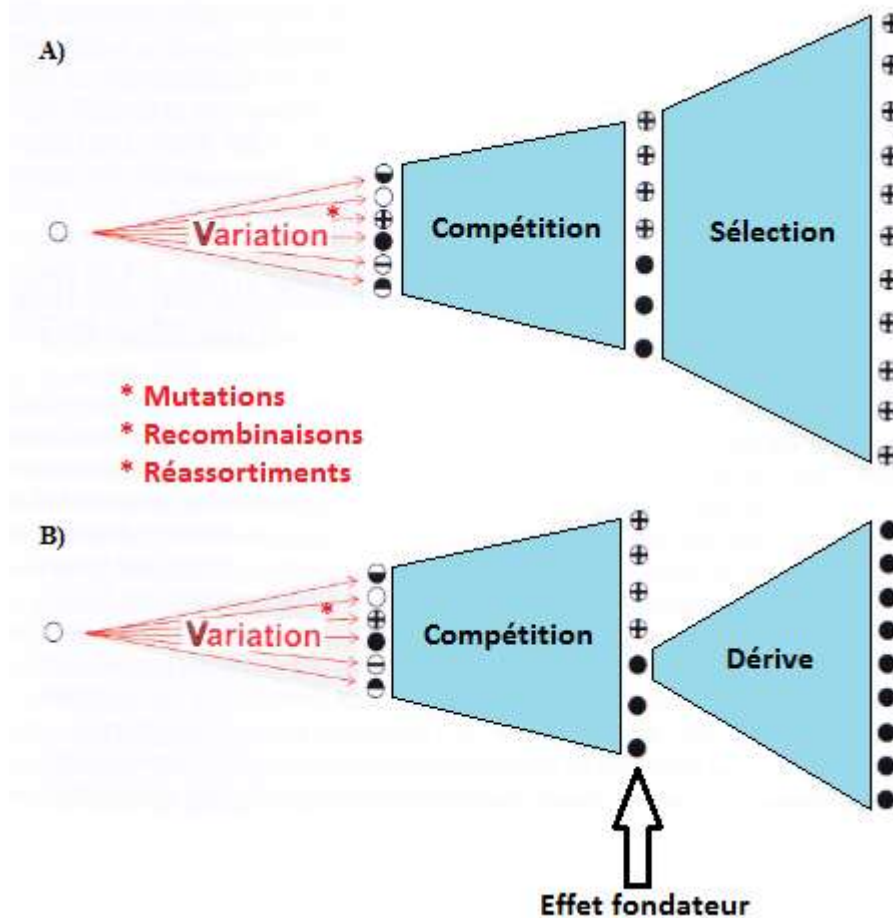 A)
Variation
*
Compétition
Sélection
* Mutations
* Recombinaisons
* Réassortiments
B)
Variation
*
Compétition
Dérive
Effet fondateur